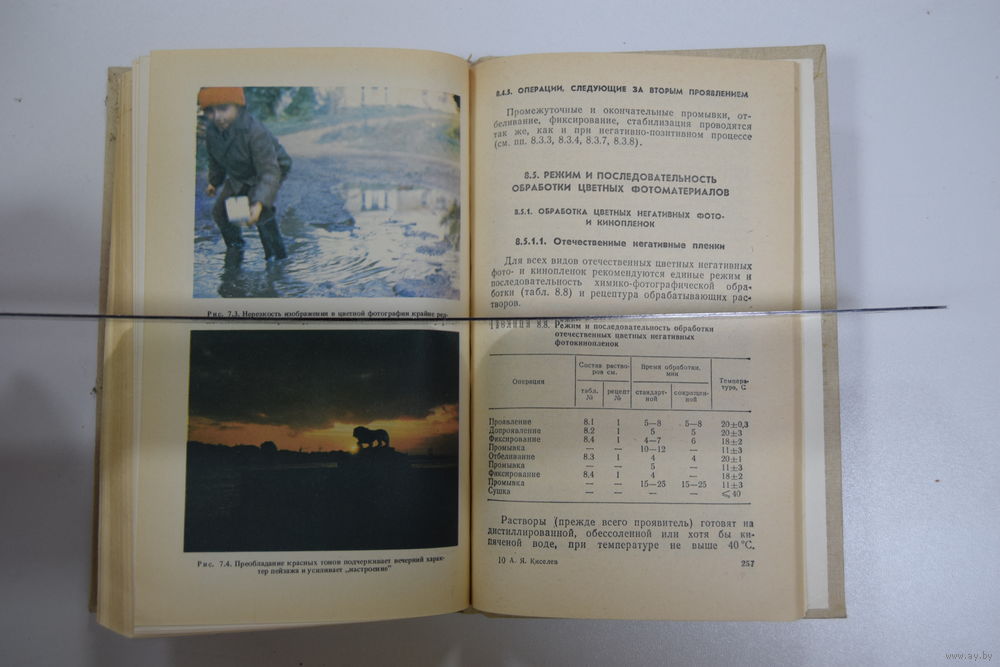 Рис. 7.3. Нерезкость изображения в цветной фотографии крайне
Рис. 7.4. Преобладание красных тонов подчеркивает вечерний харак-
тер пейзажа и усиливает „настроение"
8.4.5. ОПЕРАЦИИ, СЛЕДУЮЩИЕ ЗА ВТОРЫМ ПРОЯВЛЕНИЕМ
Промежуточные и окончательные промывки, от-
беливание, фиксирование, стабилизация проводятся
так же, как и при негативно-позитивном процессе
(см. пп. 8.3.3, 8.3.4, 8.3.7, 8.3.8).
8.5. РЕЖИМ И ПОСЛЕДОВАТЕЛЬНОСТЬ
ОБРАБОТКИ ЦВЕТНЫХ ФОТОМАТЕРИАЛОВ
8.5.1. ОБРАБОТКА ЦВЕТНЫХ НЕГАТИВНЫХ ФОТО-
И КИНОПЛЕНОК
8.5.1.1. Отечественные негативные пленки
Для всех видов отечественных цветных негативных
фото- и кинопленок рекомендуются единые режим и
последовательность химико-фотографической обра-
ботки (табл. 8.8) и рецептура обрабатывающих рас-
творов.
Таблица 8.8. Режим и последовательность обработки
отечественных цветных негативных
фотокинопленок
Операция Состав раство- Время обработки, Темпера-
ров см. мин тура, С
табл. рецепт стандарт- сокращен-
№ № ной ной
Проявление 8.1 1 5—8 5—8 20±0,3
Допроявление 8.2 1 5 5 20±3
Фиксирование 8.4 1 4—7 6 18±2
Промывка — — 10—12 — 11±3
Отбеливание 8.3 1 4 4 20±1
Промывка — — 5 — 11±3
Фиксирование 8.4 1 4 — 18±2
Промывка — — 15—25 15—25 11±3
Сушка — — — — ⩽40
Растворы (прежде всего проявитель) готовят на
дистиллированной, обессоленной или хотя бы ки-
пяченой воде, при температуре не выше 40 °С.
10 А. Я. Киселев 257
www.ay.by